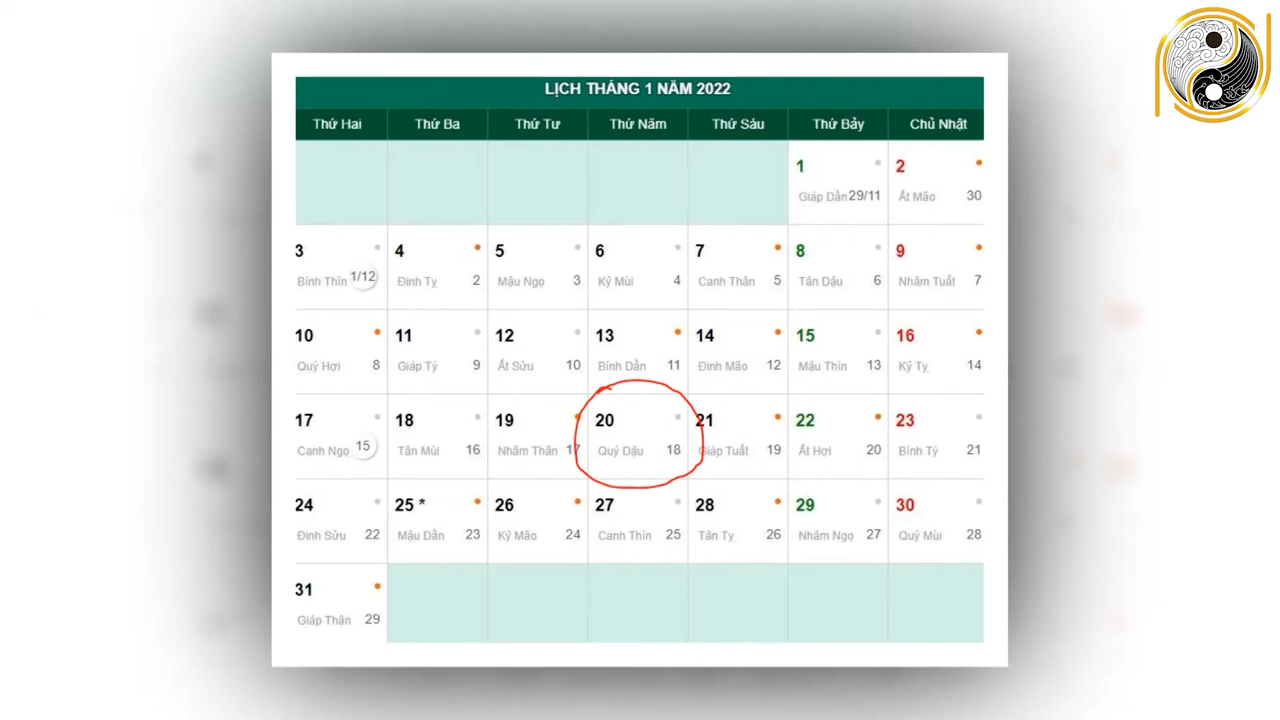 LỊCH THÁNG 1 NĂM 2022
Thứ Hai Thứ Ba Thứ Tư Thứ Năm Thứ Sáu Thứ Bảy Chủ Nhật
1 2
Giáp Dần 29/11 Ất Mão 30
3 4 5 6 7 8 9
Bính Thìn 1/12 Đinh Tỵ 2 Mậu Ngọ 3 Kỷ Mùi 4 Canh Thân 5 Tân Dậu 6 Nhâm Tuất 7
10 11 12 13 14 15 16
Quý Hợi 8 Giáp Tý 9 Ất Sửu 10 Bính Dần 11 Đinh Mão 12 Mậu Thìn 13 Kỷ Tỵ 14
17 18 19 20 21 22 23
Canh Ngọ 15 Tân Mùi 16 Nhâm Thân 17 Quý Dậu 18 Giáp Tuất 19 Ất Hợi 20 Bính Tý 21
24 25 * 26 27 28 29 30
Đinh Sửu 22 Mậu Dần 23 Kỷ Mão 24 Canh Thìn 25 Tân Tỵ 26 Nhâm Ngọ 27 Quý Mùi 28
31
Giáp Thân 29